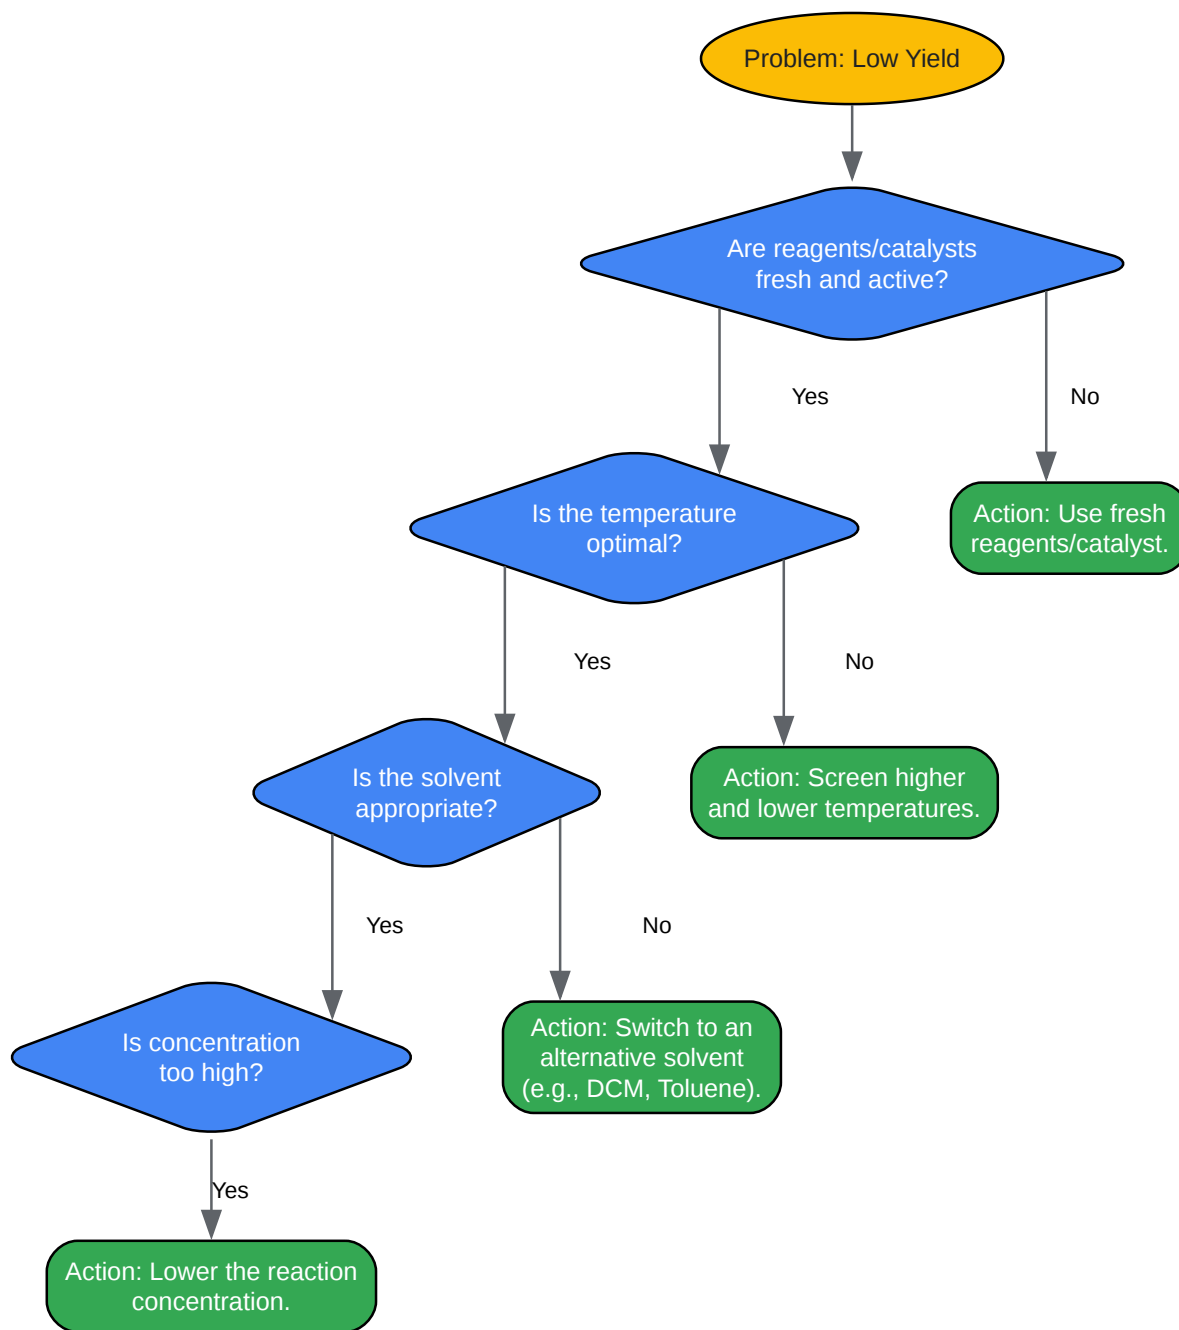 Problem: Low Yield
Are reagents/catalysts
fresh and active?
Yes
No
Is the temperature
optimal?
Action: Use fresh
reagents/catalyst.
Yes
No
Is the solvent
appropriate?
Action: Screen higher
and lower temperatures.
Yes
No
Is concentration
too high?
Action: Switch to an
alternative solvent
(e.g., DCM, Toluene).
Yes
Action: Lower the reaction
concentration.